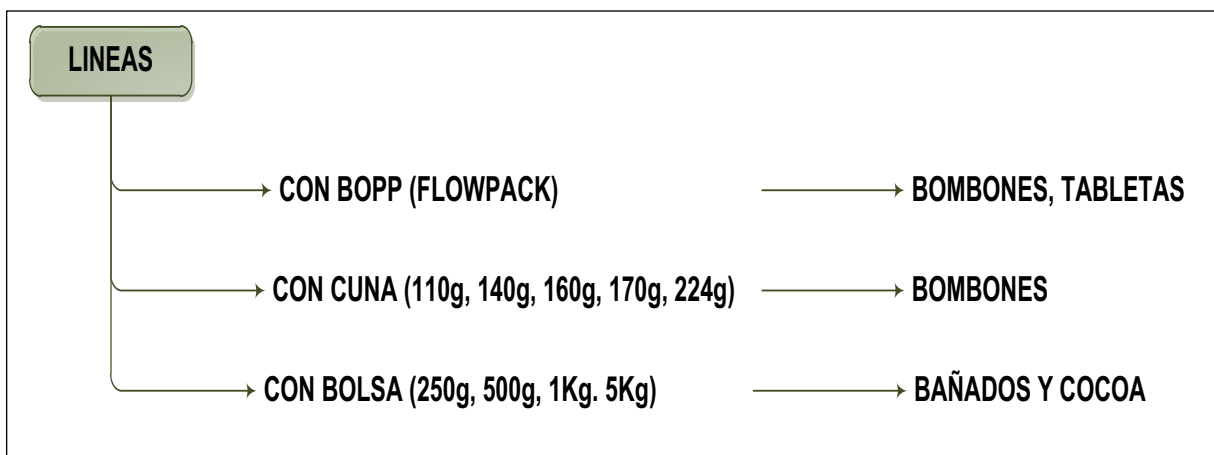 LINEAS
CON BOPP (FLOWPACK) BOMBONES, TABLETAS
CON CUNA (110g, 140g, 160g, 170g, 224g) BOMBONES
CON BOLSA (250g, 500g, 1Kg. 5Kg) BAÑADOS Y COCOA